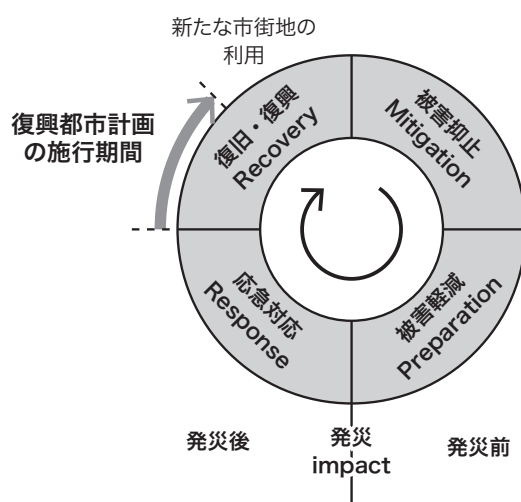 新たな市街地の
利用
復興都市計画
の施行期間
復旧・復興
Recovery
被害抑止
Mitigation
応急対応
Response
被害軽減
Preparation
発災後
発災
impact
発災前